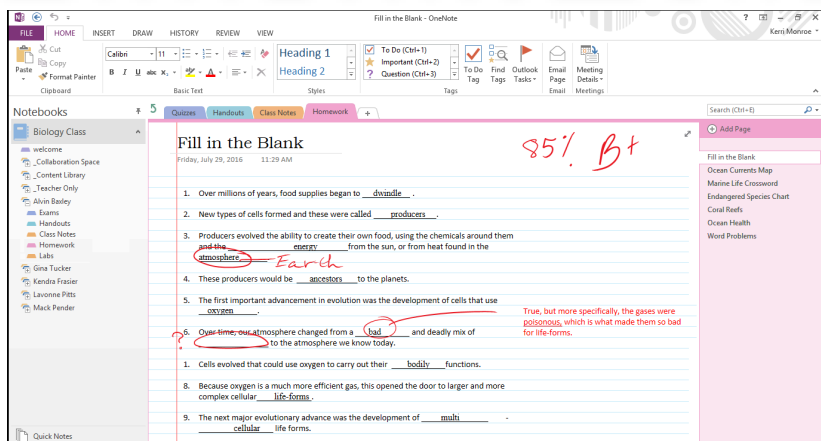 Fill in the Blank - OneNote
Kerri Monroe
FILE HOME INSERT DRAW HISTORY REVIEW VIEW
Paste
Cut
Copy
Format Painter
Clipboard
Calibri 11
B I U abc x₂ A
Basic Text
Heading 1
Heading 2
Styles
To Do (Ctrl+1)
Important (Ctrl+2)
? Question (Ctrl+3)
To Do Tag
Find Tags
Outlook Tasks
Tags
Email Page
Email
Meeting Details
Meetings
Notebooks
Biology Class
welcome
_Collaboration Space
_Content Library
_Teacher Only
Alvin Baxley
Exams
Handouts
Class Notes
Homework
Labs
Gina Tucker
Kendra Frasier
Lavonne Pitts
Mack Pender
Quick Notes
Quizzes Handouts Class Notes Homework +
Search (Ctrl+E)
Fill in the Blank
Friday, July 29, 2016 11:29 AM
85% B+
1. Over millions of years, food supplies began to dwindle .
2. New types of cells formed and these were called producers .
3. Producers evolved the ability to create their own food, using the chemicals around them
and the energy from the sun, or from heat found in the
atmosphere Earth
4. These producers would be ancestors to the planets.
5. The first important advancement in evolution was the development of cells that use
oxygen .
6. Over time, our atmosphere changed from a bad and deadly mix of
? to the atmosphere we know today.
True, but more specifically, the gases were
poisonous, which is what made them so bad
for life-forms.
1. Cells evolved that could use oxygen to carry out their bodily functions.
8. Because oxygen is a much more efficient gas, this opened the door to larger and more
complex cellular life-forms .
9. The next major evolutionary advance was the development of multi -
cellular life forms.
Add Page
Fill in the Blank
Ocean Currents Map
Marine Life Crossword
Endangered Species Chart
Coral Reefs
Ocean Health
Word Problems